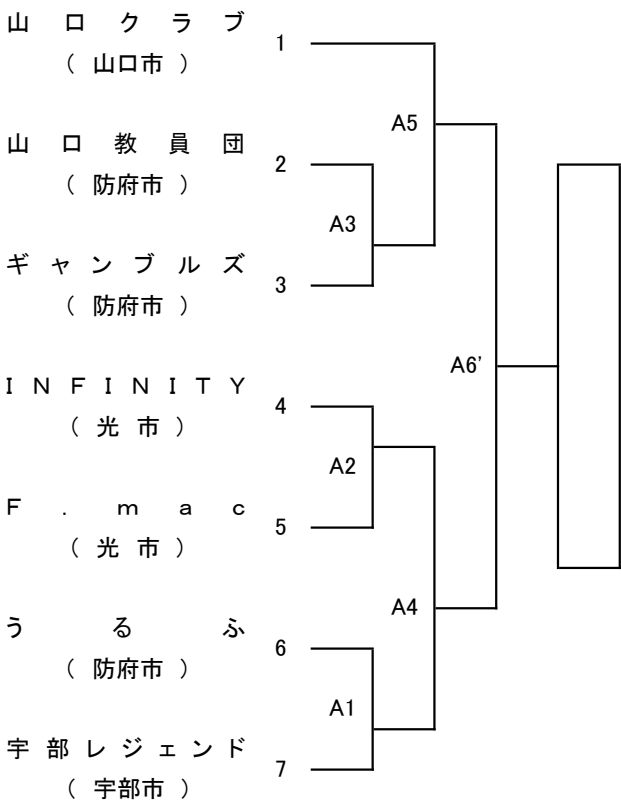 山口クラブ 1
（ 山口市 ）
A5
山口教員団 2
（ 防府市 ）
A3
ギャンブルズ 3
（ 防府市 ）
A6'
ＩＮＦＩＮＩＴＹ 4
（ 光 市 ）
A2
Ｆ．ｍａｃ 5
（ 光 市 ）
A4
うるふ 6
（ 防府市 ）
A1
宇部レジェンド 7
（ 宇部市 ）